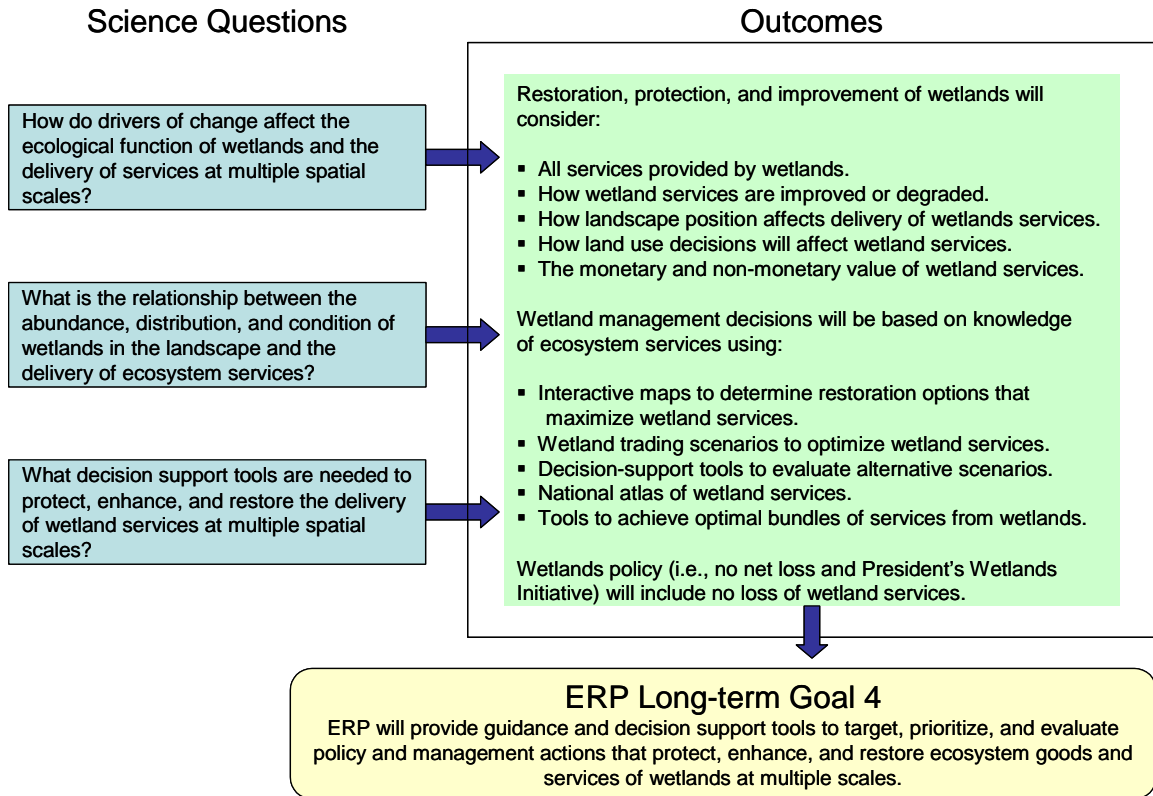 Science Questions
Outcomes
How do drivers of change affect the
ecological function of wetlands and the
delivery of services at multiple spatial
scales?
What is the relationship between the
abundance, distribution, and condition of
wetlands in the landscape and the
delivery of ecosystem services?
What decision support tools are needed to
protect, enhance, and restore the delivery
of wetland services at multiple spatial
scales?
Restoration, protection, and improvement of wetlands will
consider:
▪ All services provided by wetlands.
▪ How wetland services are improved or degraded.
▪ How landscape position affects delivery of wetlands services.
▪ How land use decisions will affect wetland services.
▪ The monetary and non-monetary value of wetland services.
Wetland management decisions will be based on knowledge
of ecosystem services using:
▪ Interactive maps to determine restoration options that
maximize wetland services.
▪ Wetland trading scenarios to optimize wetland services.
▪ Decision-support tools to evaluate alternative scenarios.
▪ National atlas of wetland services.
▪ Tools to achieve optimal bundles of services from wetlands.
Wetlands policy (i.e., no net loss and President's Wetlands
Initiative) will include no loss of wetland services.
ERP Long-term Goal 4
ERP will provide guidance and decision support tools to target, prioritize, and evaluate
policy and management actions that protect, enhance, and restore ecosystem goods and
services of wetlands at multiple scales.